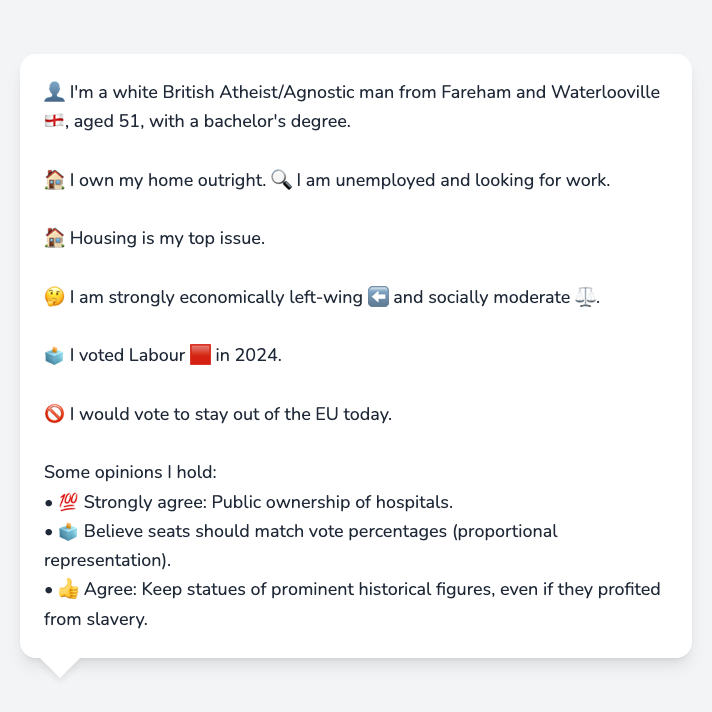 👤 I'm a white British Atheist/Agnostic man from Fareham and Waterlooville
🏴󠁧󠁢󠁥󠁮󠁧󠁿, aged 51, with a bachelor's degree.
🏠 I own my home outright. 🔍 I am unemployed and looking for work.
🏠 Housing is my top issue.
🤔 I am strongly economically left-wing ⬅️ and socially moderate ⚖️.
🗳️ I voted Labour 🟥 in 2024.
🚫 I would vote to stay out of the EU today.
Some opinions I hold:
• 💯 Strongly agree: Public ownership of hospitals.
• 🗳️ Believe seats should match vote percentages (proportional
representation).
• 👍 Agree: Keep statues of prominent historical figures, even if they profited
from slavery.